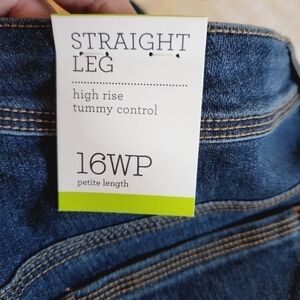 STRAIGHT
LEG
high rise
tummy control
16WP
petite length